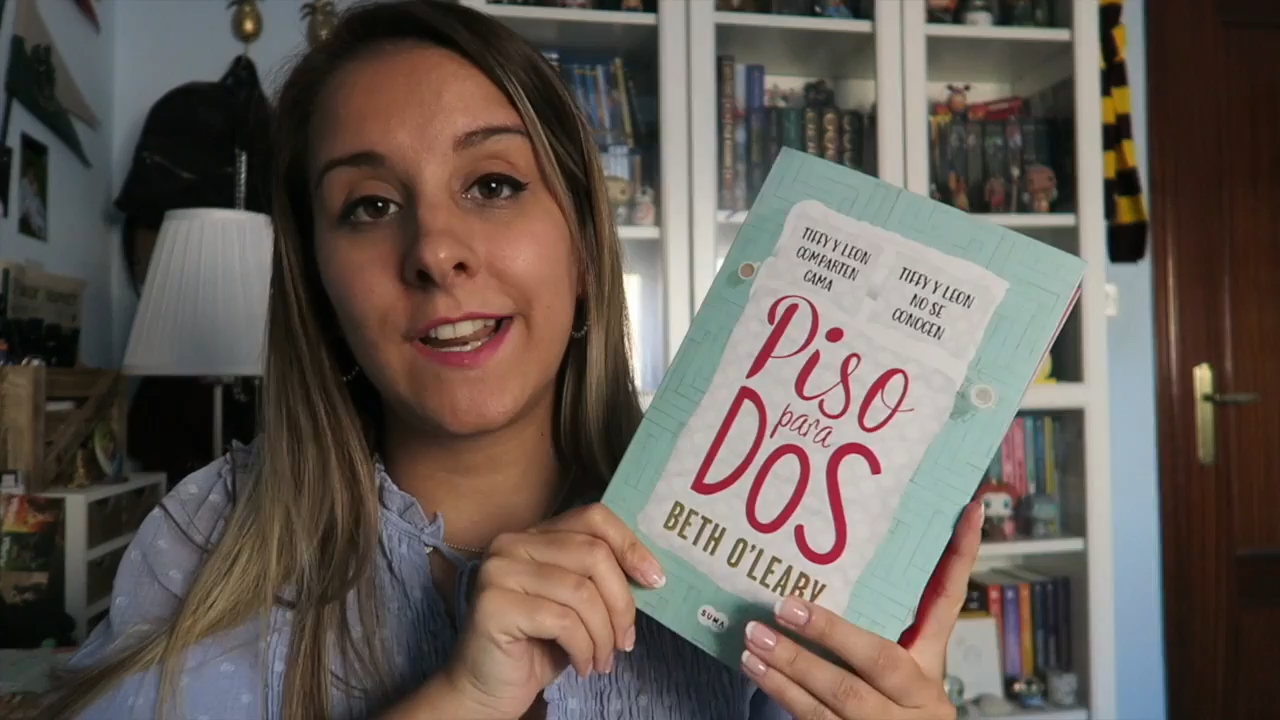 TIFFY Y LEON
COMPARTEN
CAMA
TIFFY Y LEON
NO SE
CONOCEN
Piso
para
DOS
BETH O'LEARY
SUMA